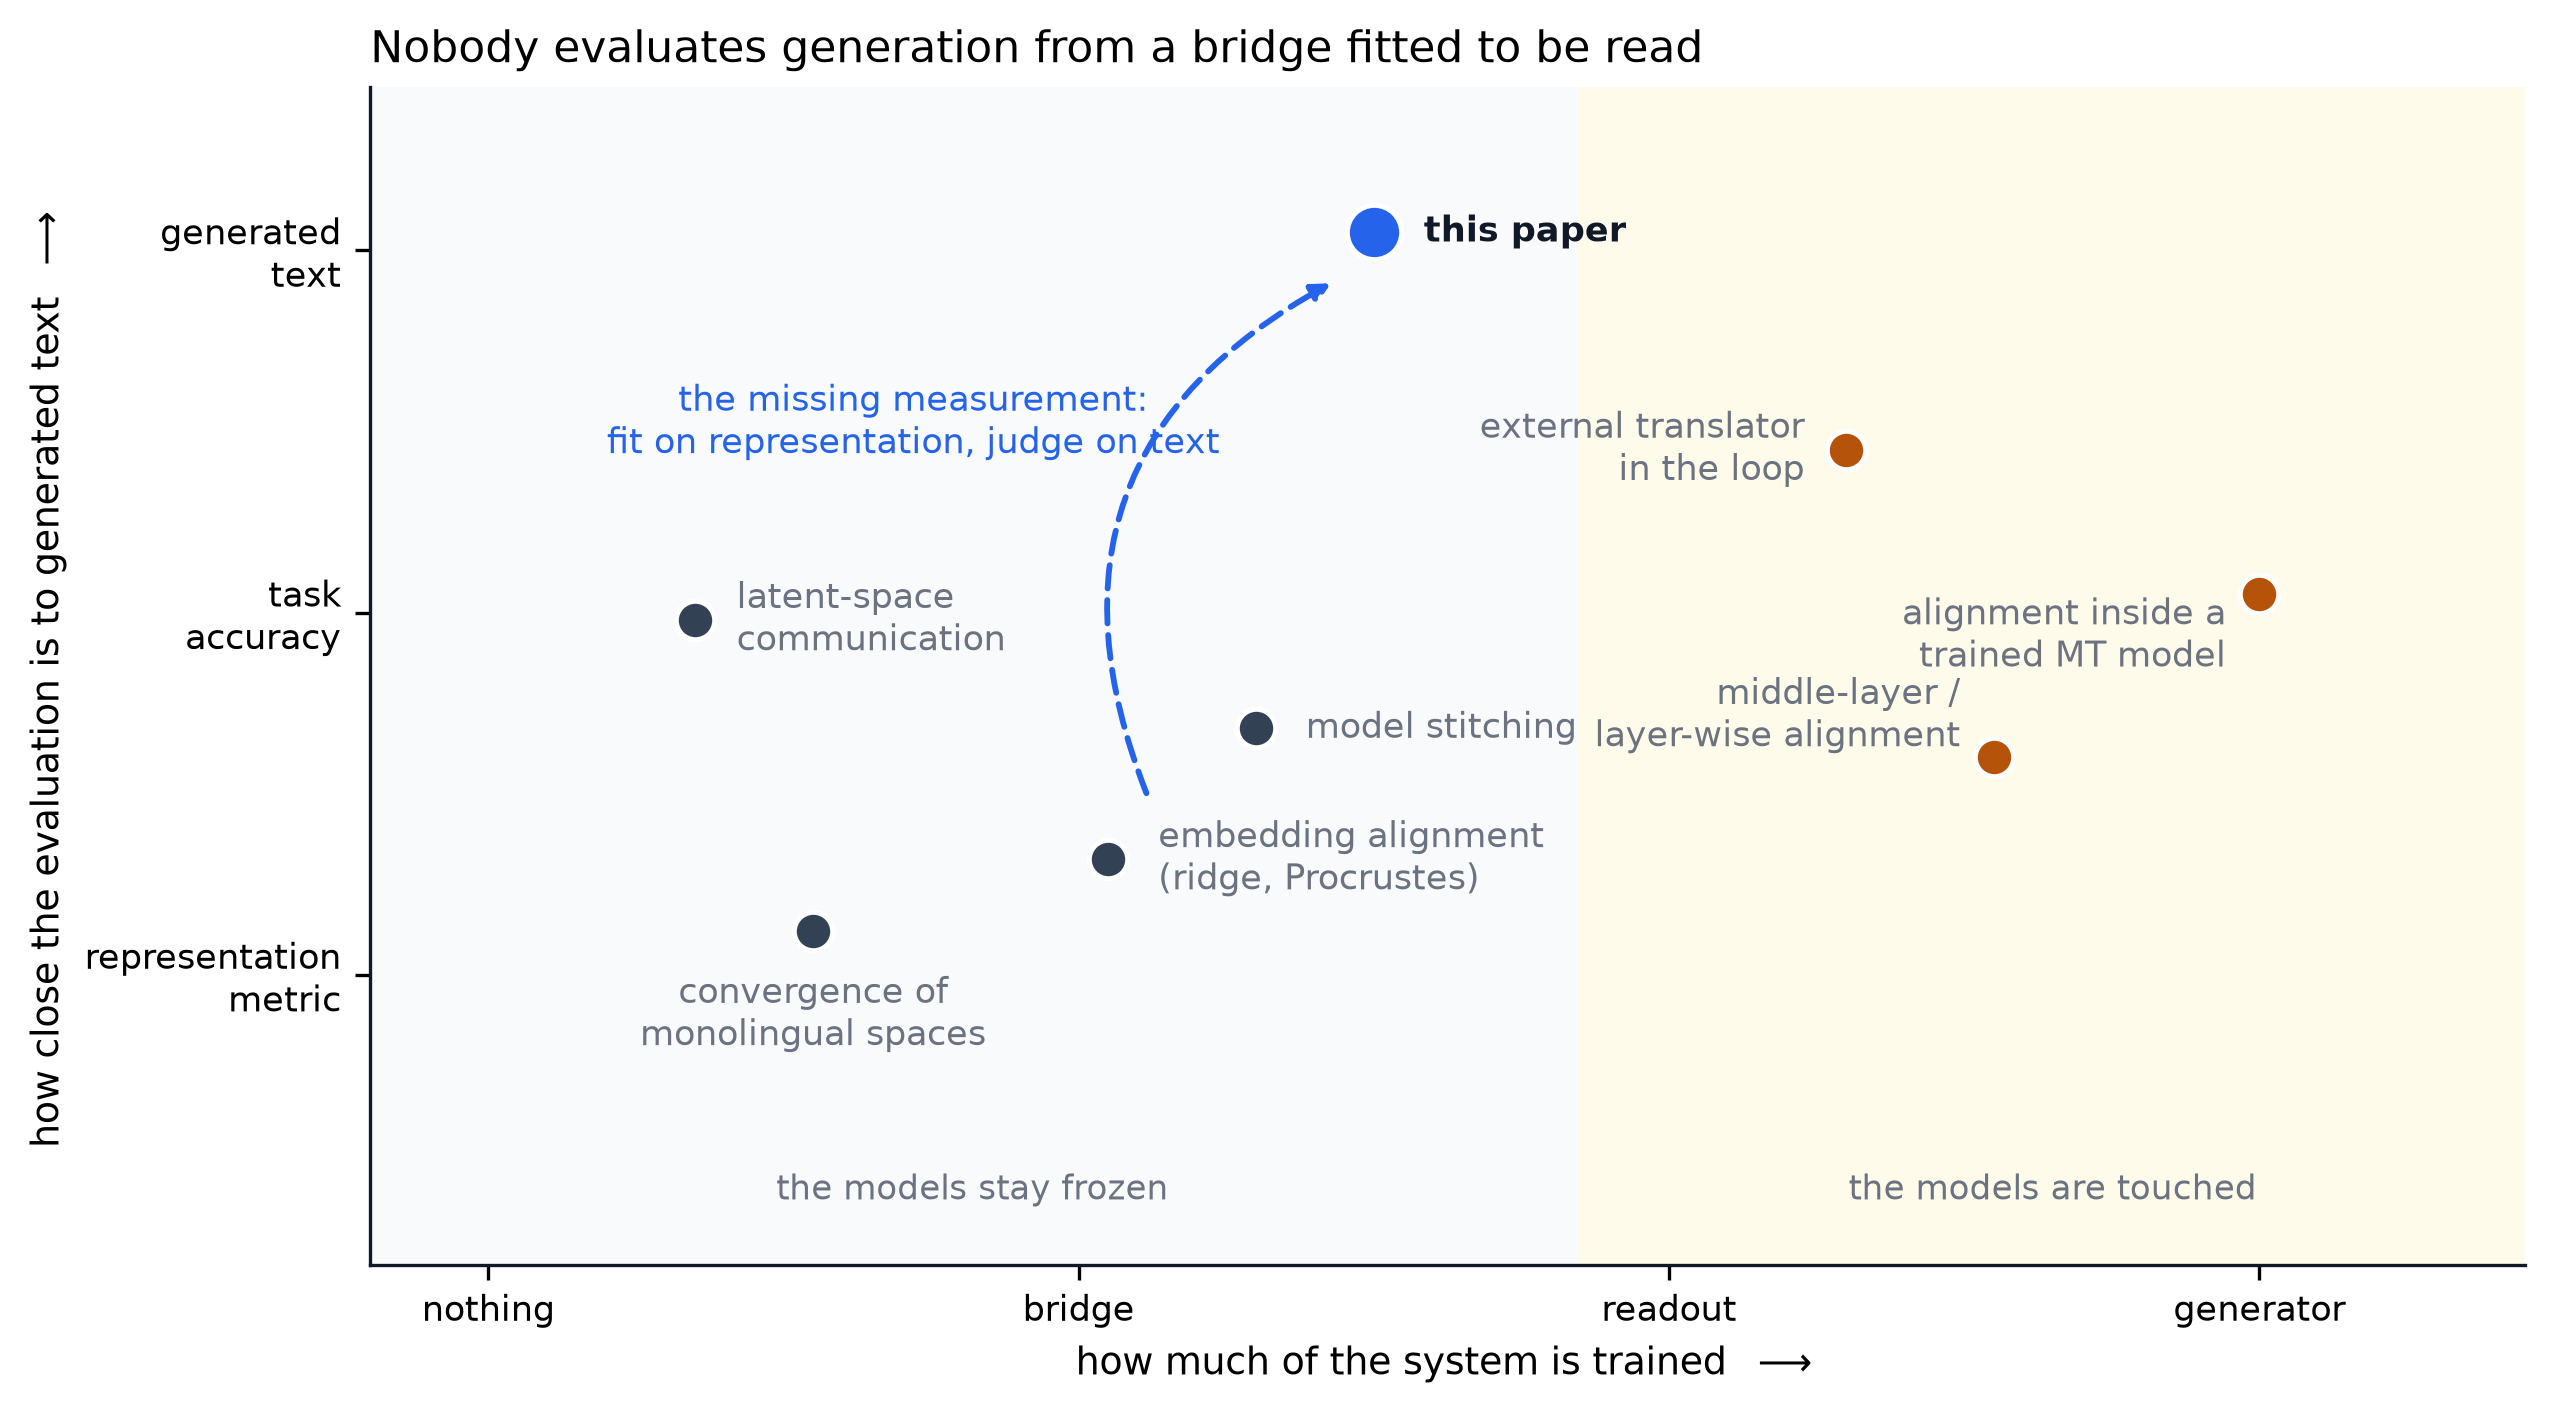 Nobody evaluates generation from a bridge fitted to be read
how close the evaluation is to generated text ⟶
generated
text
task
accuracy
representation
metric
this paper
the missing measurement:
fit on representation, judge on text
external translator
in the loop
latent-space
communication
alignment inside a
trained MT model
model stitching
middle-layer /
layer-wise alignment
embedding alignment
(ridge, Procrustes)
convergence of
monolingual spaces
the models stay frozen
the models are touched
nothing
bridge
readout
generator
how much of the system is trained ⟶